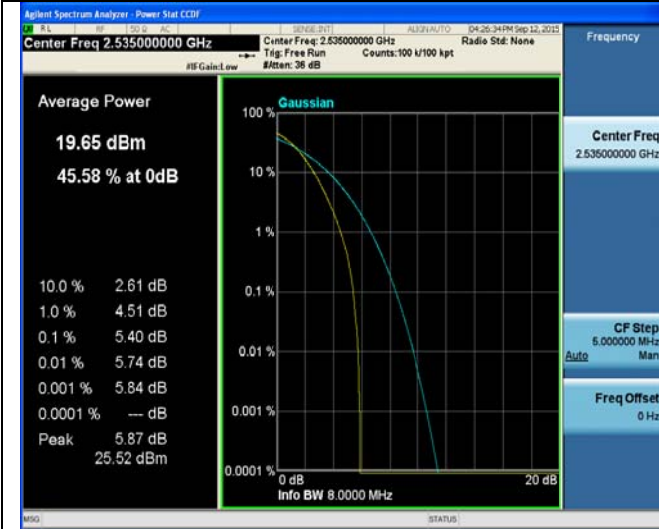 Agilent Spectrum Analyzer - Power Stat CCDF
RL RF 50 Ω AC SENSE:INT ALIGN AUTO 04:26:34 PM Sep 12, 2015
Center Freq 2.535000000 GHz
Center Freq: 2.535000000 GHz Radio Std: None
Trig: Free Run Counts:100 k/100 kpt
#IFGain:Low #Atten: 36 dB
Frequency
Average Power
19.65 dBm
45.58 % at 0dB
10.0 % 2.61 dB
1.0 % 4.51 dB
0.1 % 5.40 dB
0.01 % 5.74 dB
0.001 % 5.84 dB
0.0001 % --- dB
Peak 5.87 dB
25.52 dBm
Gaussian
100 %
10 %
1 %
0.1 %
0.01 %
0.001 %
0.0001 %
0 dB 20 dB
Info BW 8.0000 MHz
Center Freq
2.535000000 GHz
CF Step
5.000000 MHz
Auto Man
Freq Offset
0 Hz
MSG STATUS